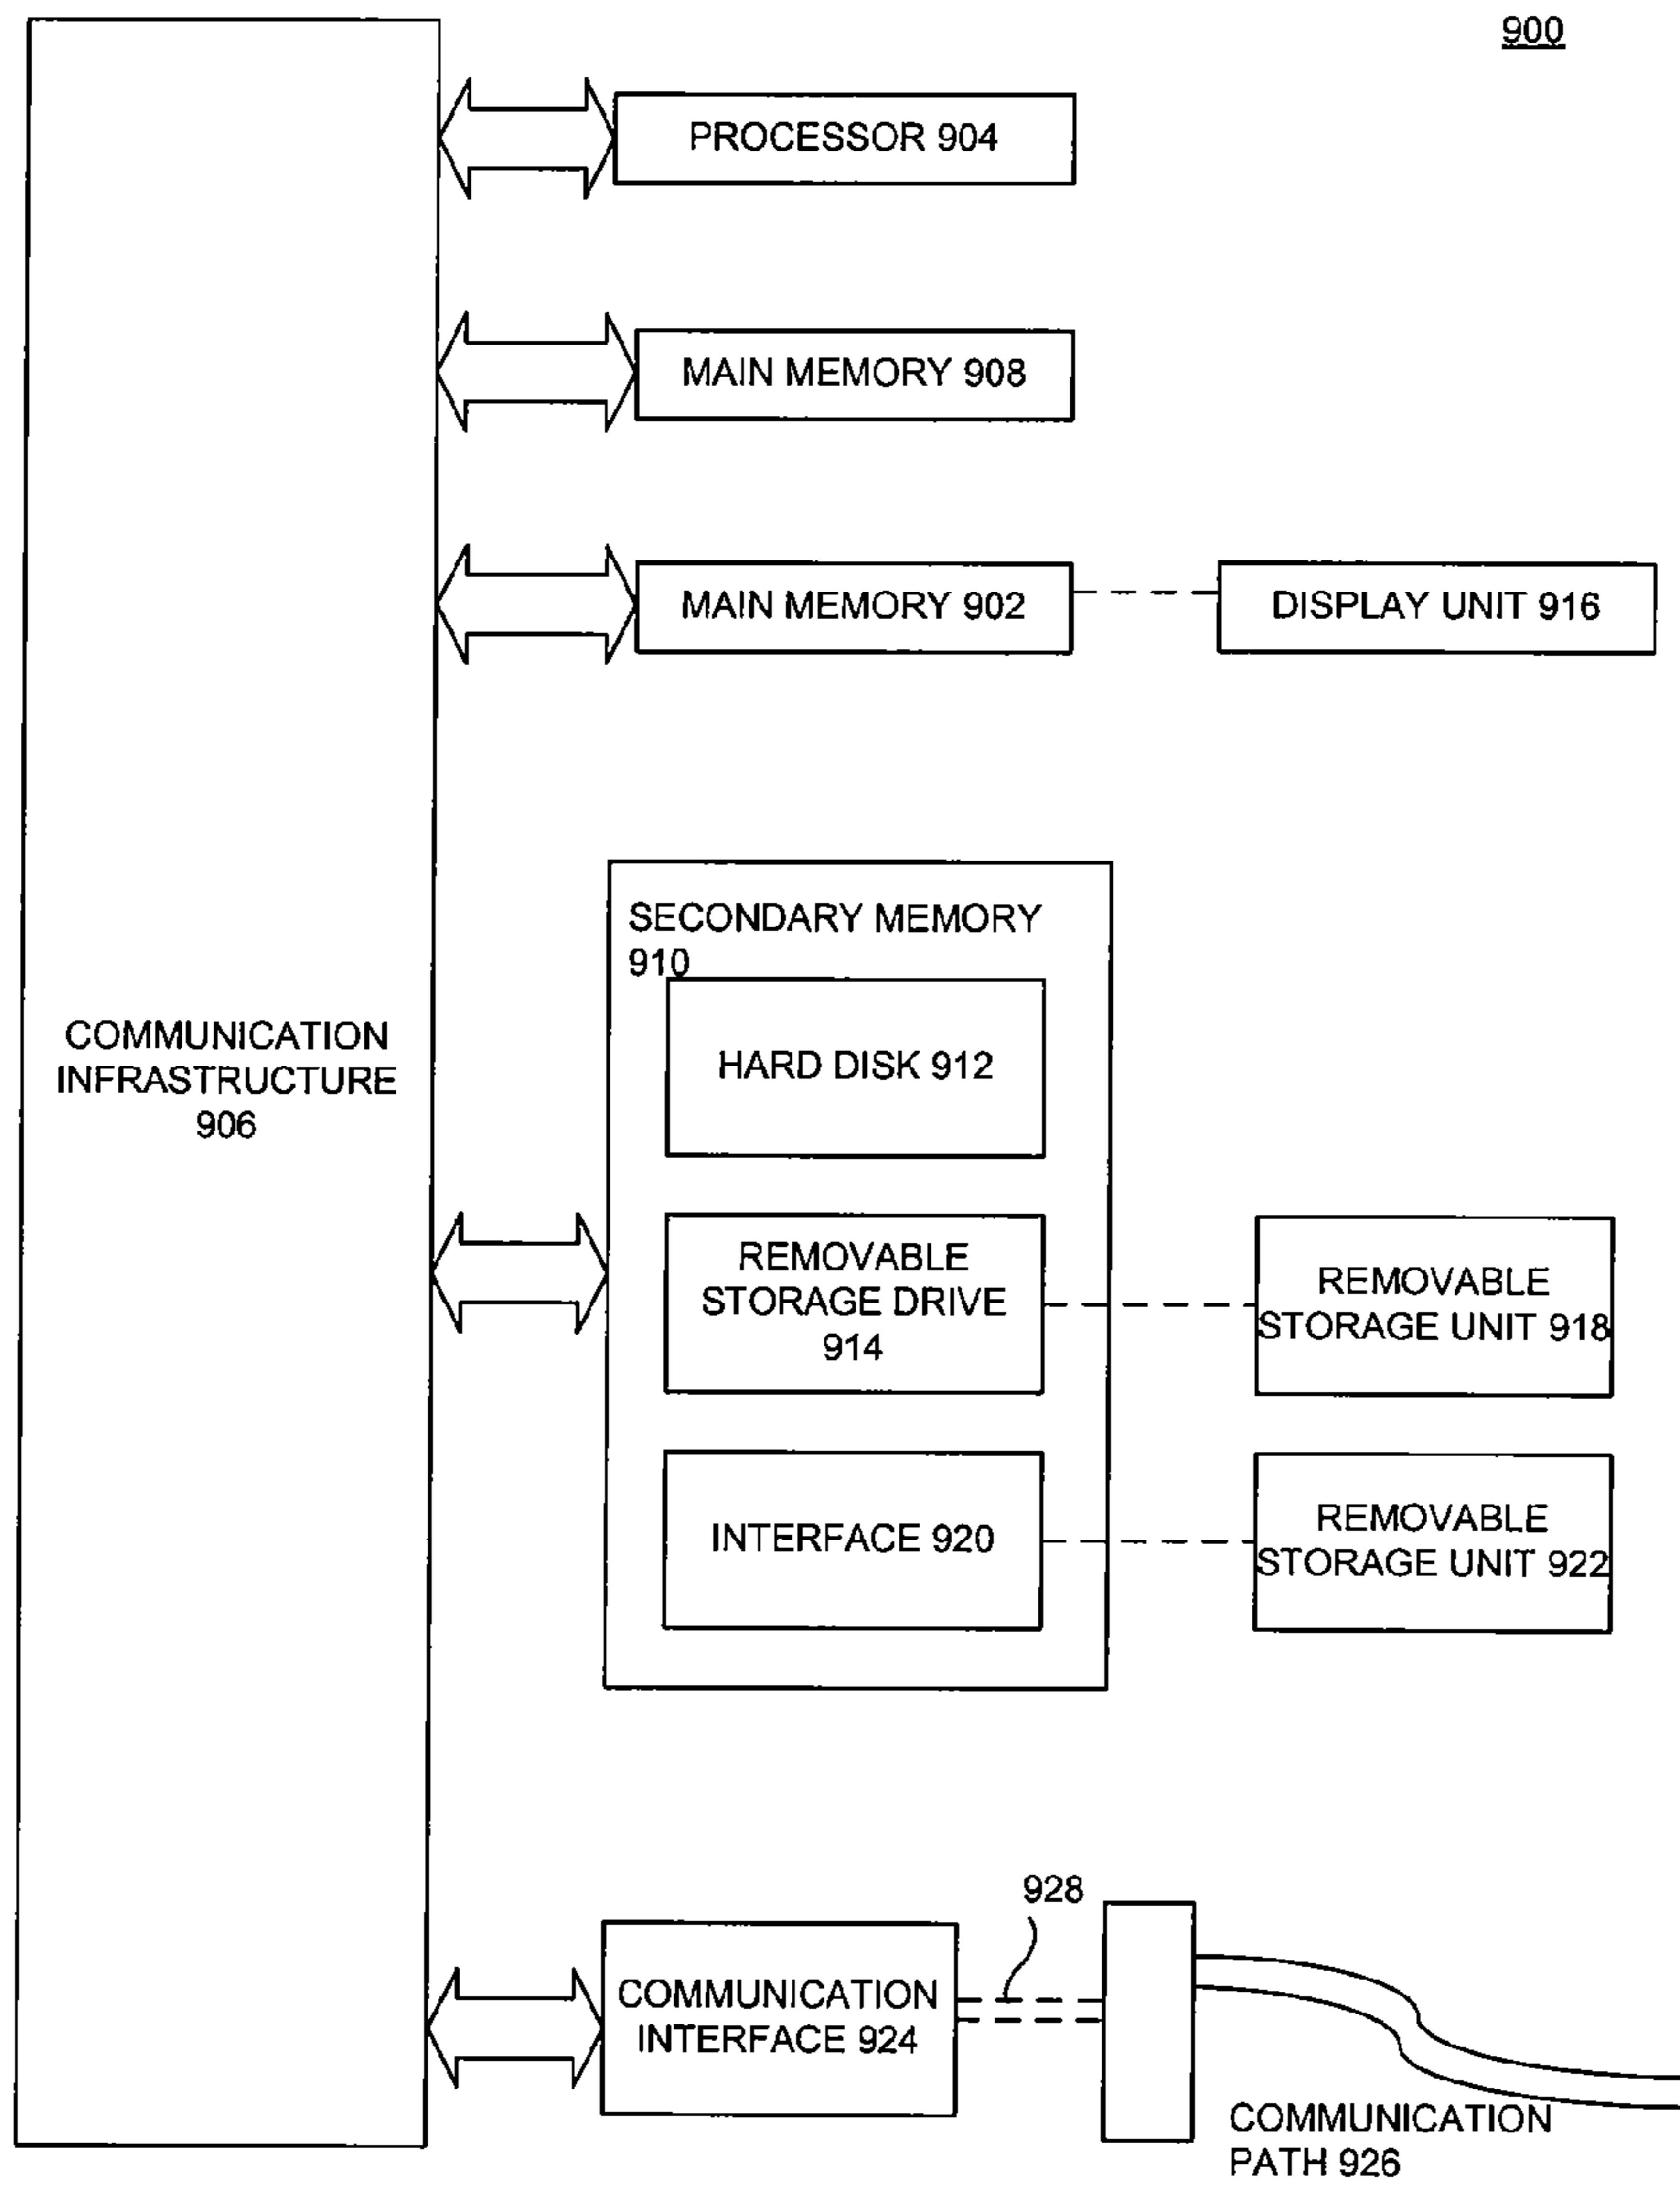 900
PROCESSOR 904
MAIN MEMORY 908
MAIN MEMORY 902
DISPLAY UNIT 916
SECONDARY MEMORY
910
HARD DISK 912
COMMUNICATION
INFRASTRUCTURE
906
REMOVABLE
STORAGE DRIVE
914
REMOVABLE
STORAGE UNIT 918
INTERFACE 920
REMOVABLE
STORAGE UNIT 922
928
COMMUNICATION
INTERFACE 924
COMMUNICATION
PATH 926